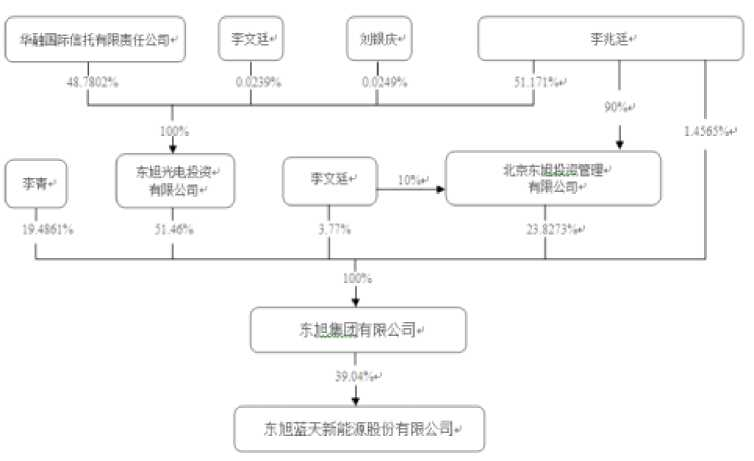 华融国际信托有限责任公司
李文廷
刘银庆
李兆廷
48.7802%
0.0239%
0.0249%
51.171%
90%
1.4565%
100%
李青
东旭光电投资
有限公司
李文廷
10%
北京东旭投资管理
有限公司
19.4861%
51.46%
3.77%
23.8273%
100%
东旭集团有限公司
39.04%
东旭蓝天新能源股份有限公司